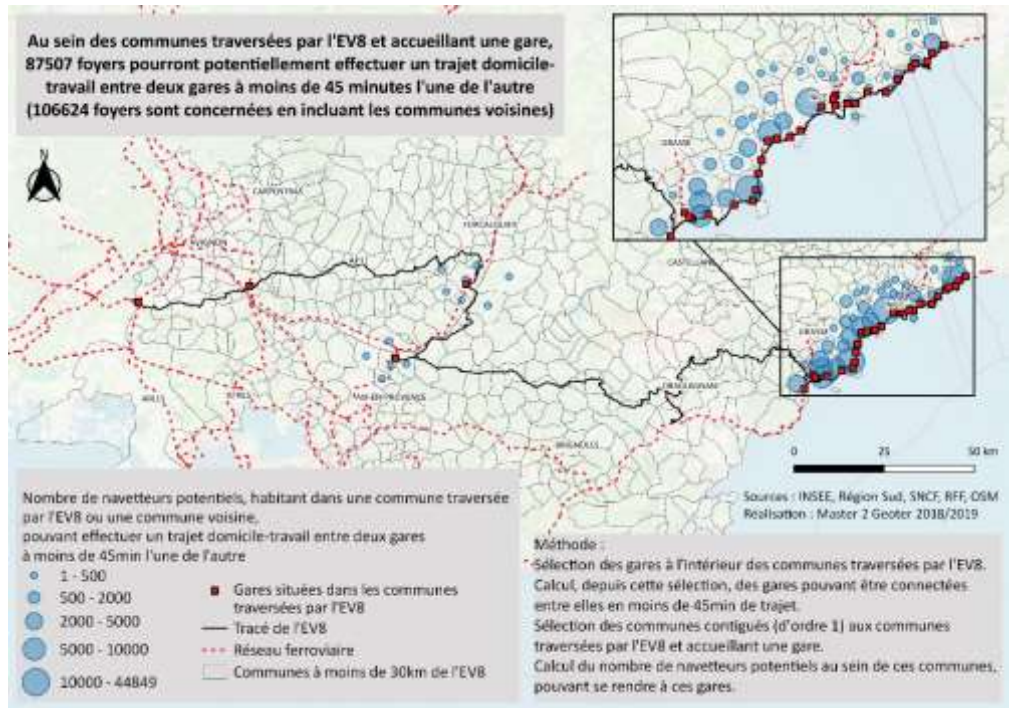 Au sein des communes traversées par l'EV8 et accueillant une gare,
87507 foyers pourront potentiellement effectuer un trajet domicile-
travail entre deux gares à moins de 45 minutes l'une de l'autre
(106624 foyers sont concernées en incluant les communes voisines)
N
CARPENTRAS
AVIGNON
APT
FORCALQUIER
CASTELLANE
GRASSE
GRASSE
ARLES
ISTRES
AIX-EN-PROVENCE
DRAGUIGNAN
BRIGNOLES
0 25 50 km
Sources : INSEE, Région Sud, SNCF, RFF, OSM
Réalisation : Master 2 Geoter 2018/2019
Nombre de navetteurs potentiels, habitant dans une commune traversée
par l'EV8 ou une commune voisine,
pouvant effectuer un trajet domicile-travail entre deux gares
à moins de 45min l'une de l'autre
1 - 500
500 - 2000
2000 - 5000
5000 - 10000
10000 - 44849
Gares situées dans les communes
traversées par l'EV8
Tracé de l'EV8
Réseau ferroviaire
Communes à moins de 30km de l'EV8
Méthode :
Sélection des gares à l'intérieur des communes traversées par l'EV8.
Calcul, depuis cette sélection, des gares pouvant être connectées
entre elles en moins de 45min de trajet.
Sélection des communes contigués (d'ordre 1) aux communes
traversées par l'EV8 et accueillant une gare.
Calcul du nombre de navetteurs potentiels au sein de ces communes,
pouvant se rendre à ces gares.